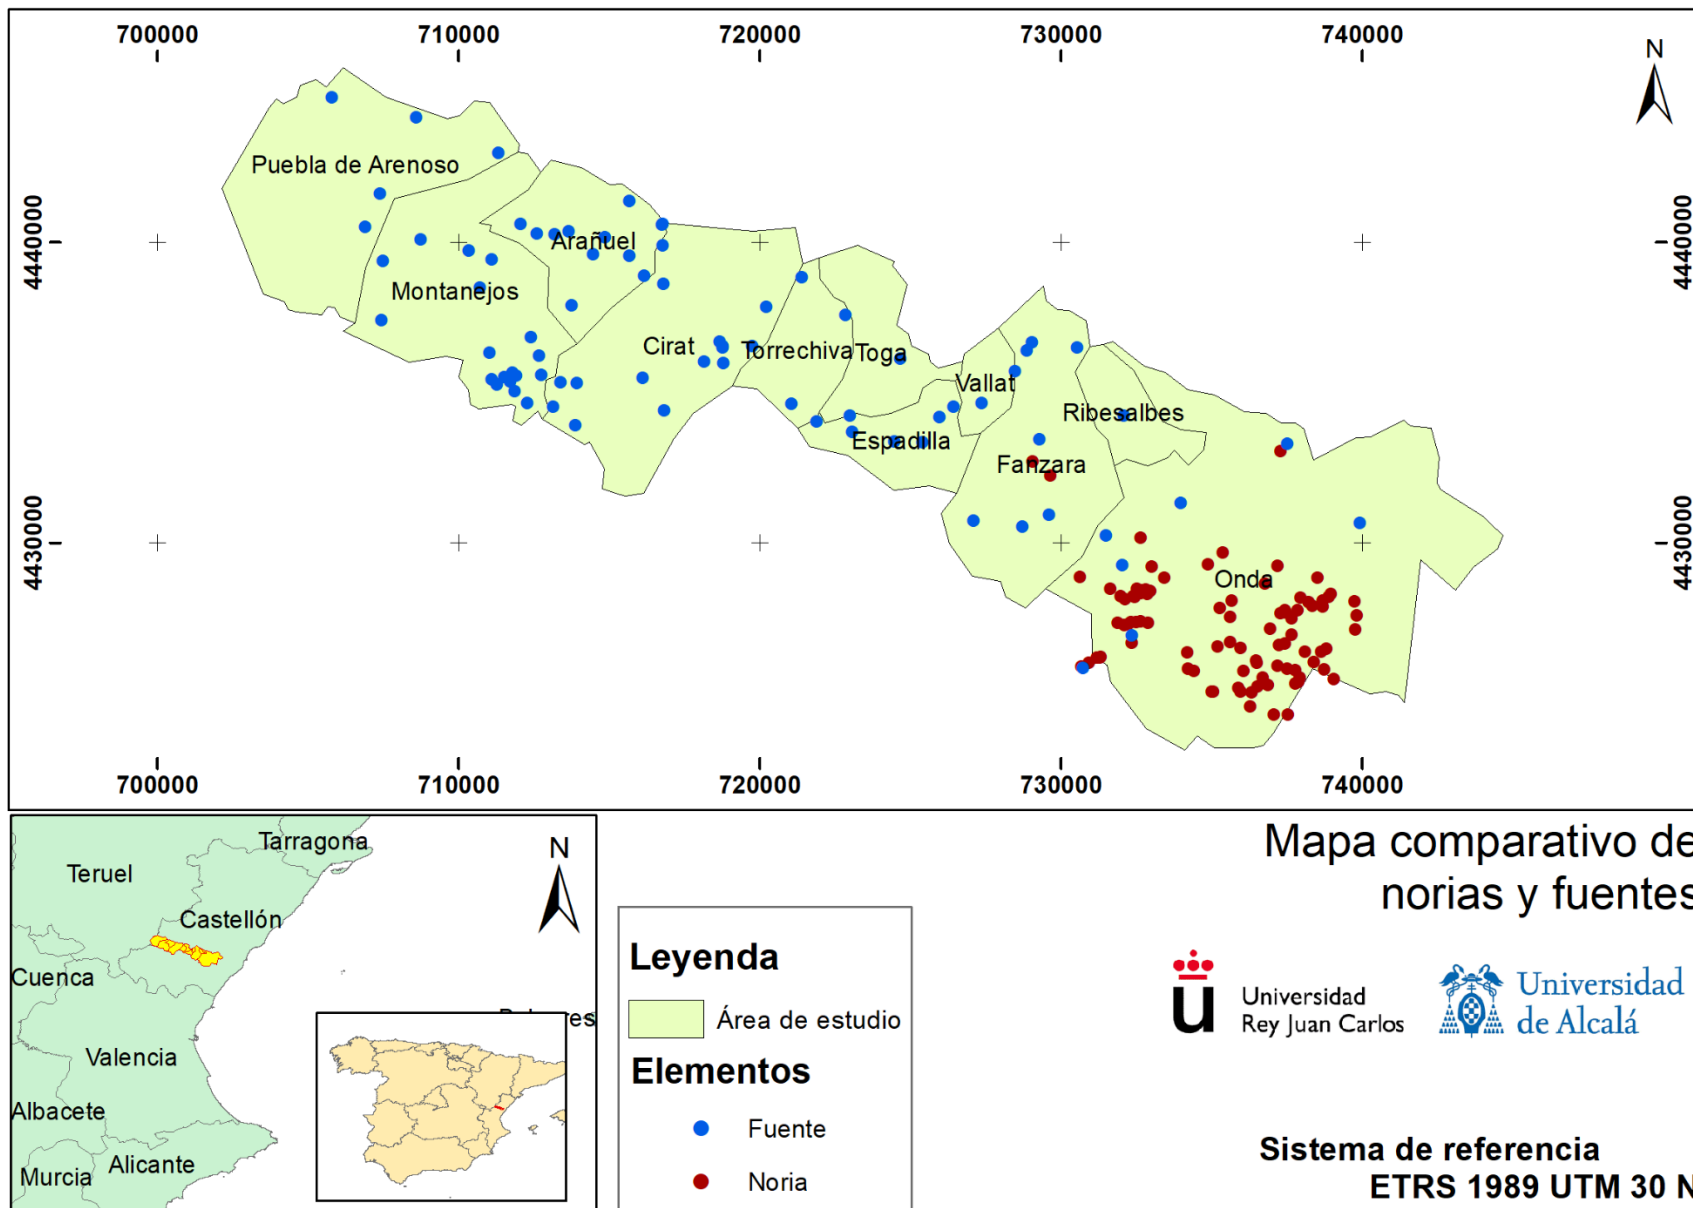 700000
710000
720000
730000
740000
N
Puebla de Arenoso
4440000
4440000
Arañuel
Montanejos
Cirat
Torrechiva
Toga
Vallat
Ribesalbes
Espadilla
Fanzara
4430000
4430000
Onda
700000
710000
720000
730000
740000
Tarragona
Teruel
N
Castellón
Cuenca
Valencia
Albacete
Alicante
Murcia
Leyenda
Área de estudio
Elementos
Fuente
Noria
Mapa comparativo de
norias y fuentes
u
Universidad
Rey Juan Carlos
Universidad
de Alcalá
Sistema de referencia
ETRS 1989 UTM 30 N